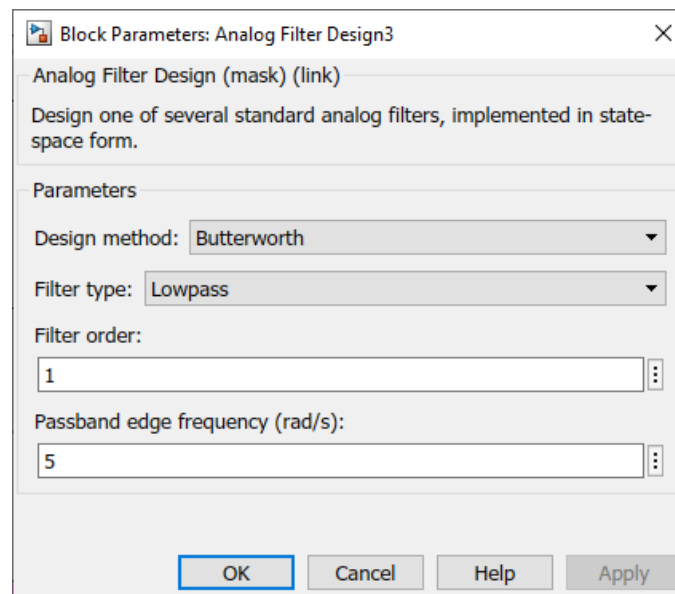 Block Parameters: Analog Filter Design3
Analog Filter Design (mask) (link)
Design one of several standard analog filters, implemented in state-
space form.
Parameters
Design method: Butterworth
Filter type: Lowpass
Filter order:
1
Passband edge frequency (rad/s):
5
OK Cancel Help Apply